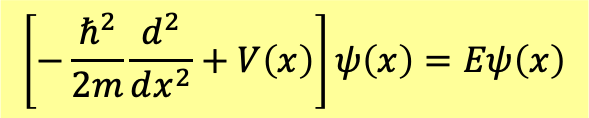 [-ħ²/2m d²/dx² + V(x)] ψ(x) = Eψ(x)